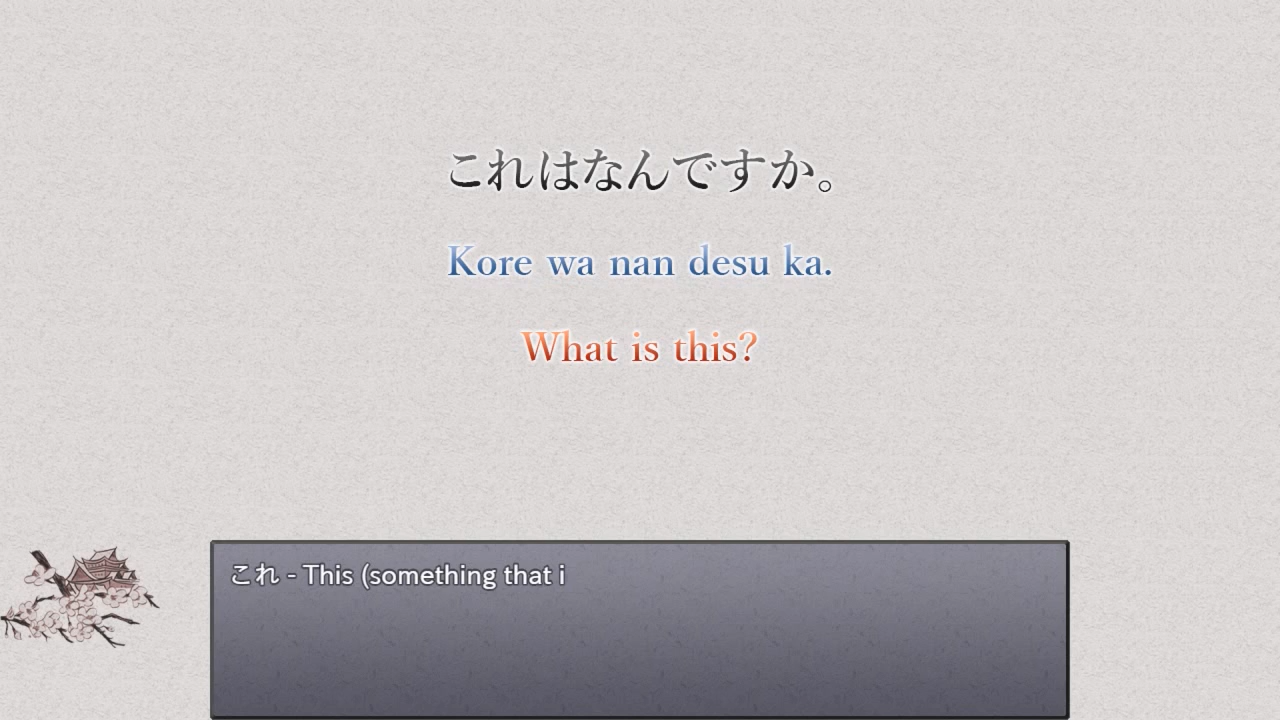 これはなんですか。
Kore wa nan desu ka.
What is this?
これ - This (something that i